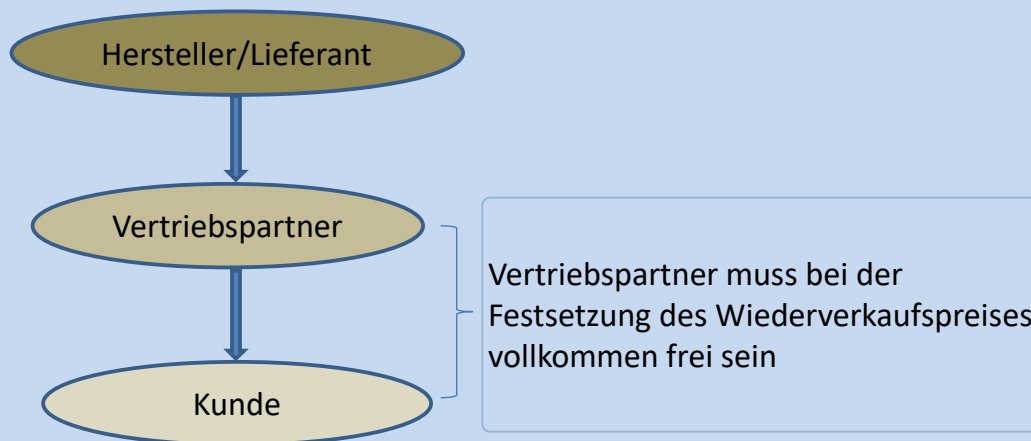 Hersteller/Lieferant
Vertriebspartner
Vertriebspartner muss bei der
Festsetzung des Wiederverkaufspreises
vollkommen frei sein
Kunde